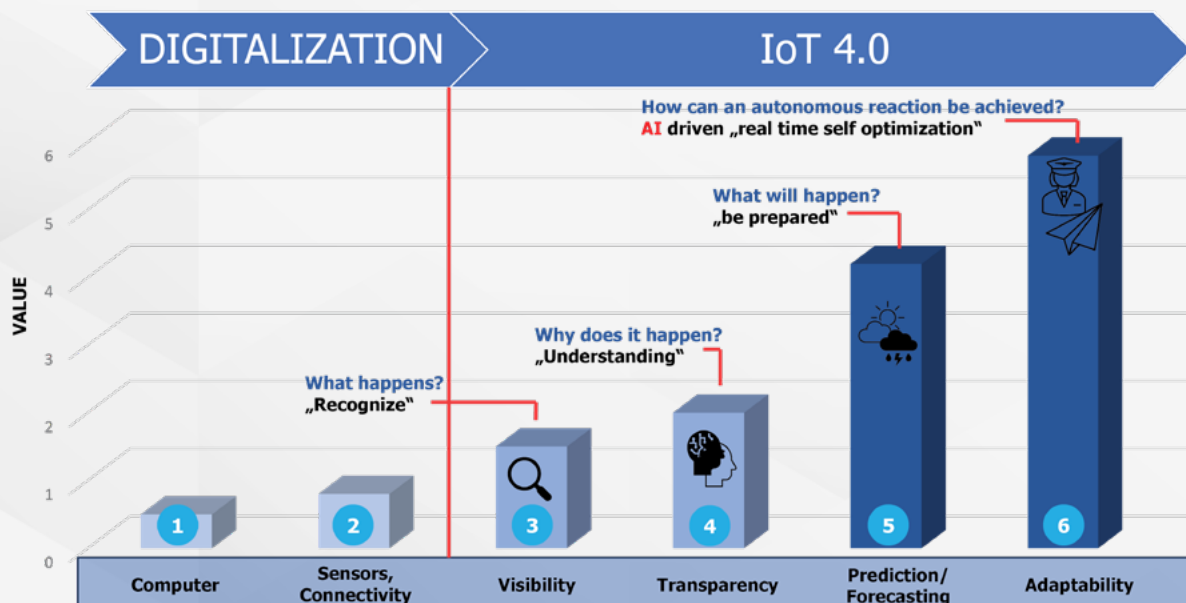 DIGITALIZATION
IoT 4.0
How can an autonomous reaction be achieved?
AI driven „real time self optimization“
What will happen?
„be prepared“
Why does it happen?
„Understanding“
What happens?
„Recognize“
VALUE
6
5
4
3
2
1
0
1
2
3
4
5
6
Computer
Sensors,
Connectivity
Visibility
Transparency
Prediction/
Forecasting
Adaptability